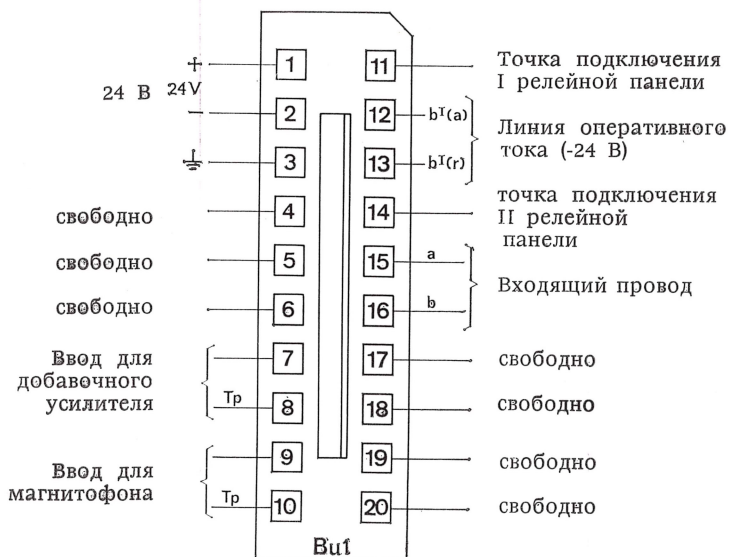 + 1
24 В 24V
− 2
3
свободно 4
свободно 5
свободно 6
Ввод для
добавочного
усилителя
7
Тр 8
Ввод для
магнитофона
9
Тр 10
11 Точка подключения
I релейной панели
12 bᴵ(a)
13 bᴵ(r)
Линия оперативного
тока (-24 В)
14 точка подключения
II релейной
панели
15 a
16 b
Входящий провод
17 свободно
18 свободно
19 свободно
20 свободно
Bu1